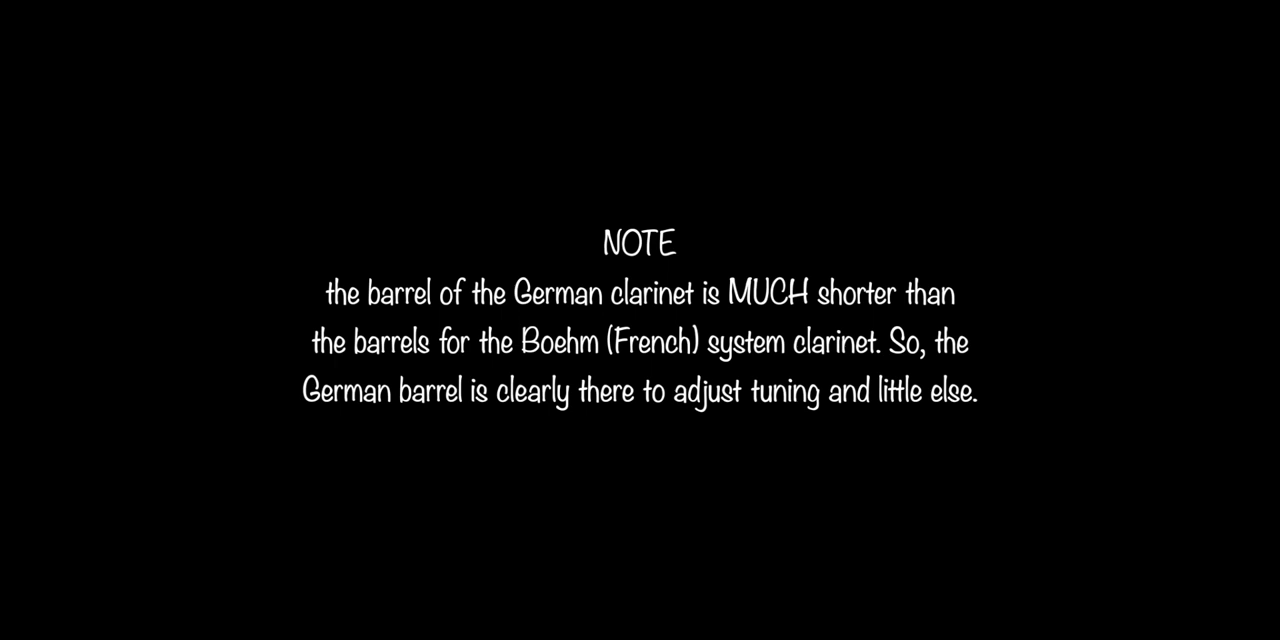 NOTE
the barrel of the German clarinet is MUCH shorter than
the barrels for the Boehm (French) system clarinet. So, the
German barrel is clearly there to adjust tuning and little else.